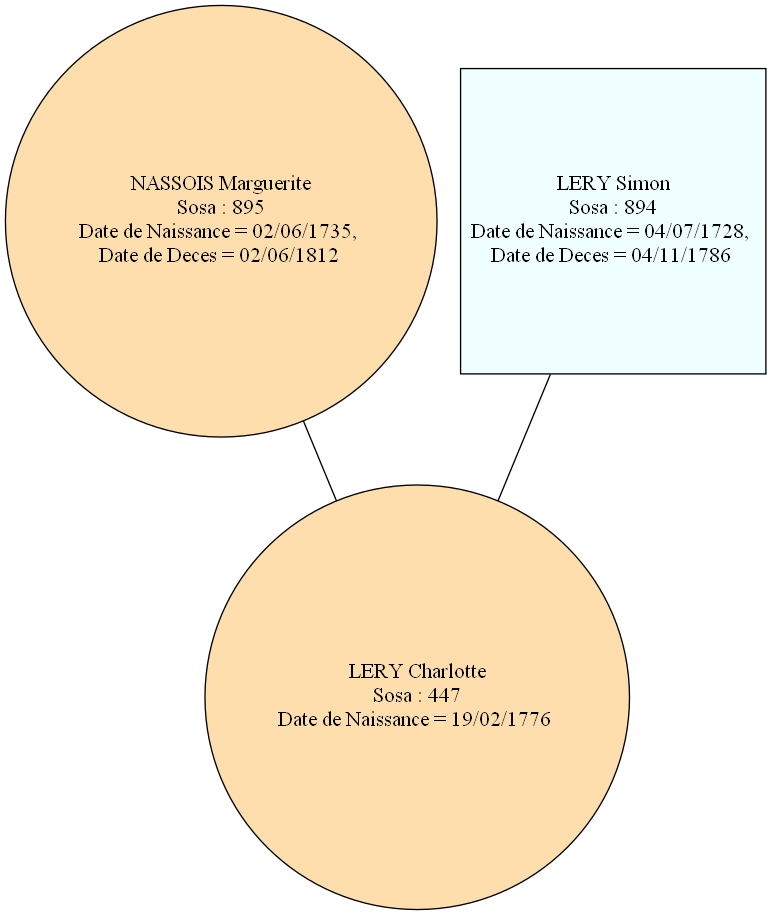 NASSOIS Marguerite
Sosa : 895
Date de Naissance = 02/06/1735,
Date de Deces = 02/06/1812
LERY Simon
Sosa : 894
Date de Naissance = 04/07/1728,
Date de Deces = 04/11/1786
LERY Charlotte
Sosa : 447
Date de Naissance = 19/02/1776